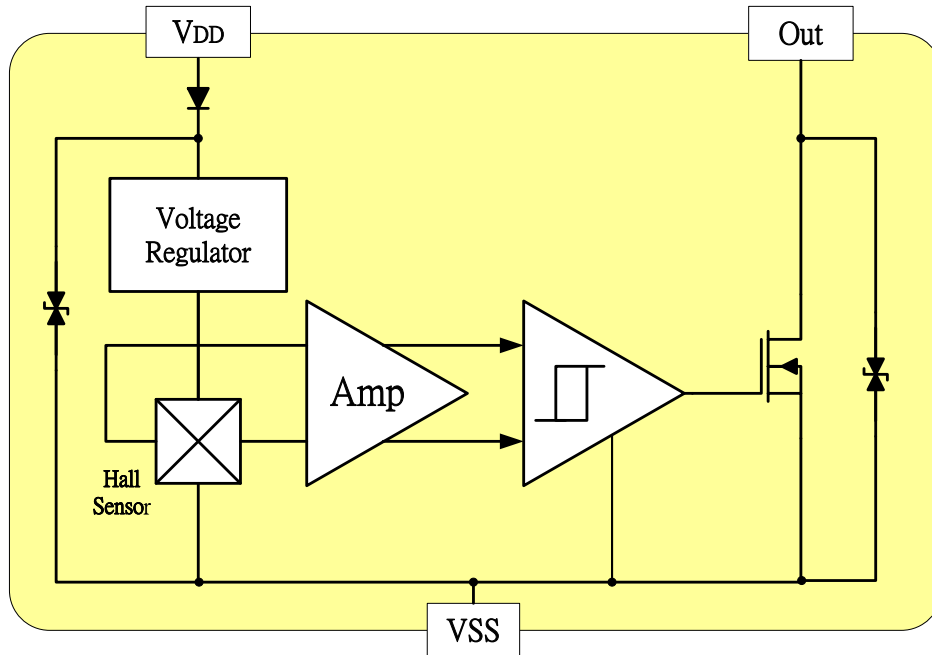 VDD
Out
Voltage
Regulator
Amp
Hall
Sensor
VSS